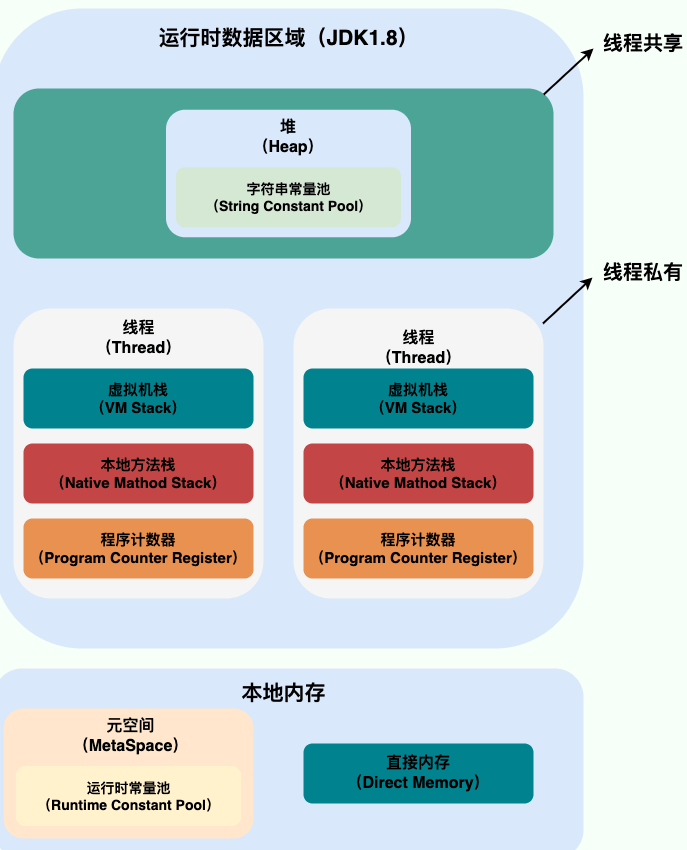 运行时数据区域（JDK1.8）
线程共享
堆
（Heap）
字符串常量池
（String Constant Pool）
线程私有
线程
（Thread）
虚拟机栈
（VM Stack）
本地方法栈
（Native Mathod Stack）
程序计数器
（Program Counter Register）
线程
（Thread）
虚拟机栈
（VM Stack）
本地方法栈
（Native Mathod Stack）
程序计数器
（Program Counter Register）
本地内存
元空间
（MetaSpace）
运行时常量池
（Runtime Constant Pool）
直接内存
（Direct Memory）